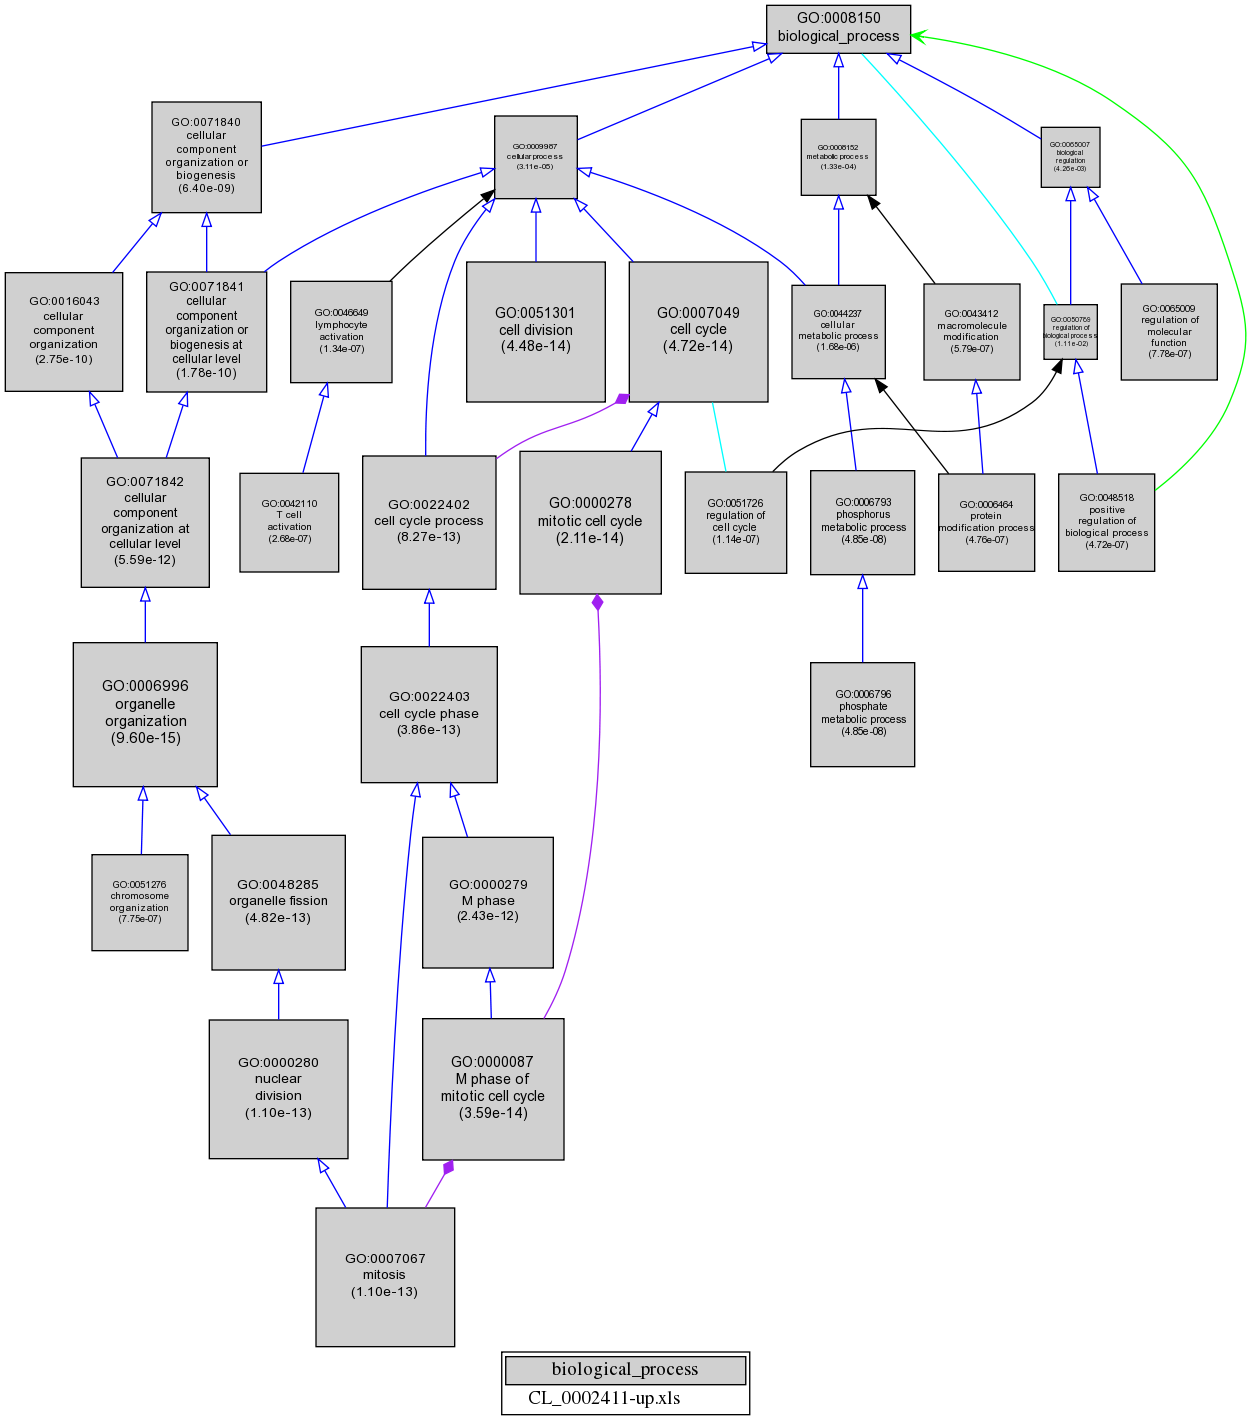 GO:0008150
biological_process
GO:0071840
cellular
component
organization or
biogenesis
(6.40e-09)
GO:0009987
cellular process
(3.11e-05)
GO:0008152
metabolic process
(1.33e-04)
GO:0065007
biological
regulation
(4.26e-03)
GO:0016043
cellular
component
organization
(2.75e-10)
GO:0071841
cellular
component
organization or
biogenesis at
cellular level
(1.78e-10)
GO:0046649
lymphocyte
activation
(1.34e-07)
GO:0051301
cell division
(4.48e-14)
GO:0007049
cell cycle
(4.72e-14)
GO:0044237
cellular
metabolic process
(1.68e-06)
GO:0043412
macromolecule
modification
(5.79e-07)
GO:0050789
regulation of
biological process
(1.11e-02)
GO:0065009
regulation of
molecular
function
(7.78e-07)
GO:0071842
cellular
component
organization at
cellular level
(5.59e-12)
GO:0042110
T cell
activation
(2.68e-07)
GO:0022402
cell cycle process
(8.27e-13)
GO:0000278
mitotic cell cycle
(2.11e-14)
GO:0051726
regulation of
cell cycle
(1.14e-07)
GO:0006793
phosphorus
metabolic process
(4.85e-08)
GO:0006464
protein
modification process
(4.76e-07)
GO:0048518
positive
regulation of
biological process
(4.72e-07)
GO:0006996
organelle
organization
(9.60e-15)
GO:0022403
cell cycle phase
(3.86e-13)
GO:0006796
phosphate
metabolic process
(4.85e-08)
GO:0051276
chromosome
organization
(7.75e-07)
GO:0048285
organelle fission
(4.82e-13)
GO:0000279
M phase
(2.43e-12)
GO:0000280
nuclear
division
(1.10e-13)
GO:0000087
M phase of
mitotic cell cycle
(3.59e-14)
GO:0007067
mitosis
(1.10e-13)
biological_process
CL_0002411-up.xls